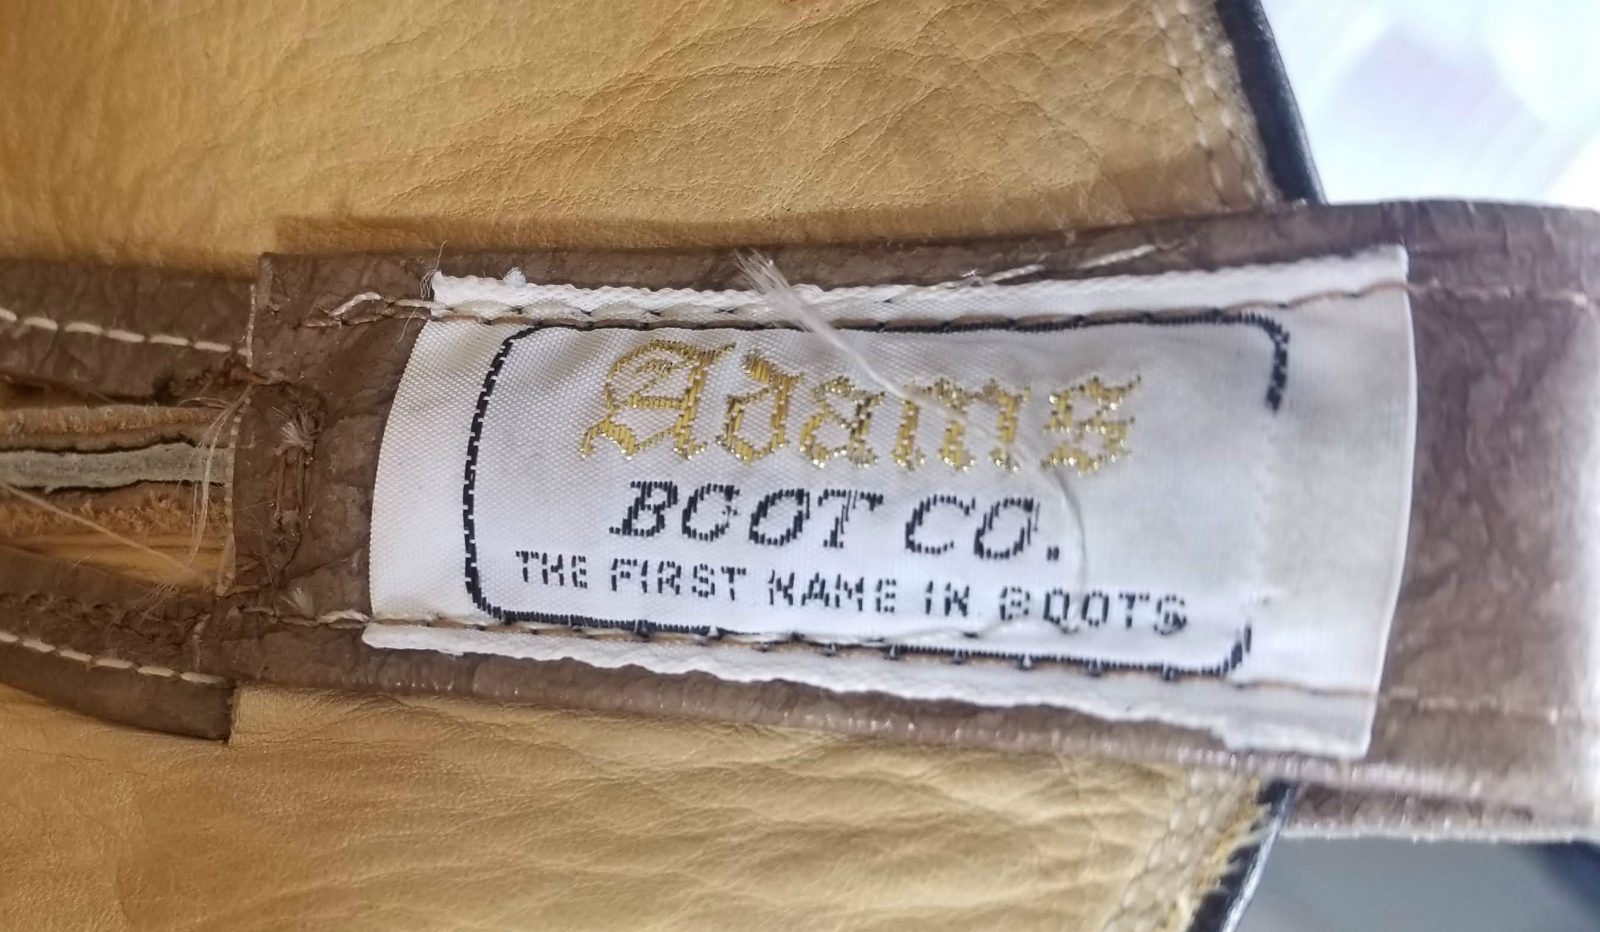 Adams
BOOT CO.
THE FIRST NAME IN BOOTS